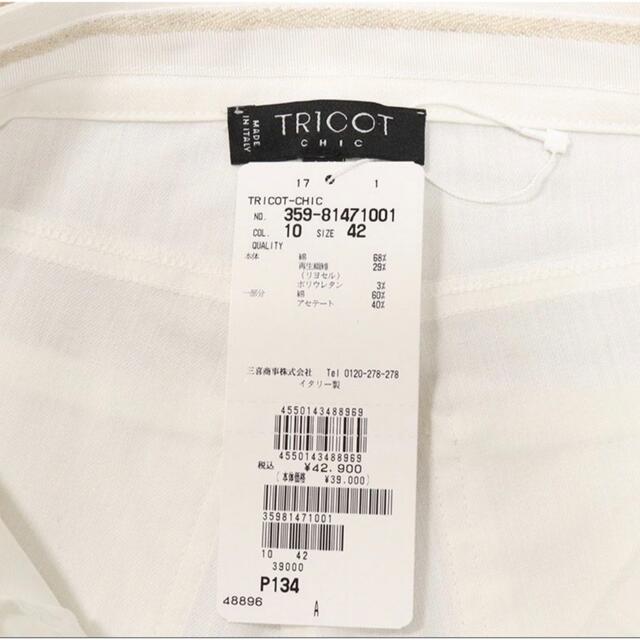 MADE
IN ITALY
TRICOT
CHIC
17 1
TRICOT-CHIC
NO. 359-81471001
COL. 10 SIZE 42
QUALITY
本体 綿 68%
再生繊維 29%
(リヨセル)
ポリウレタン 3%
一部分 綿 60%
アセテート 40%
三喜商事株式会社 Tel 0120-278-278
イタリー製
4550143488969
4550143488969
税込 ¥42,900
(本体価格 ¥39,000)
35981471001
10 42
39000
P134
48896 A